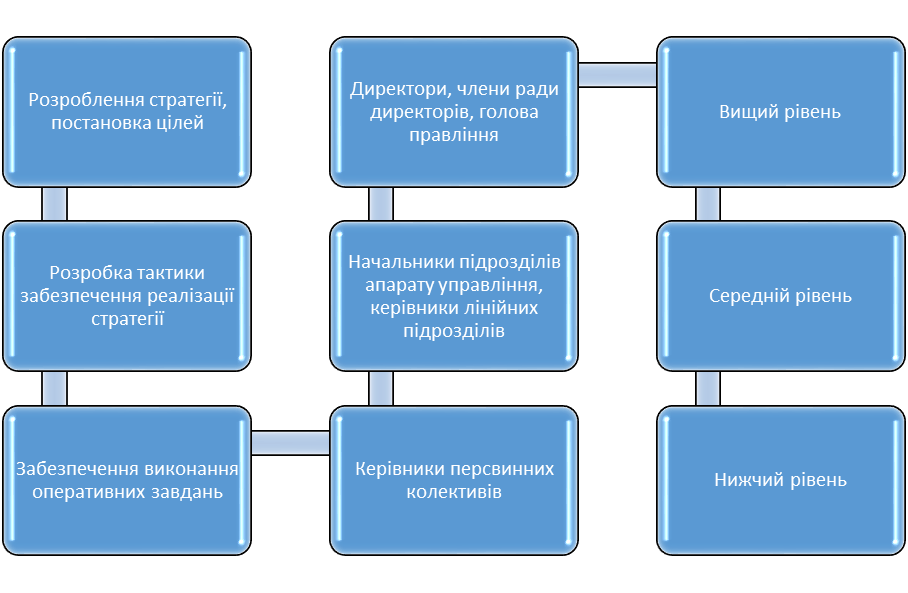 Розроблення стратегії,
постановка цілей
Розробка тактики
забезпечення реалізації
стратегії
Забезпечення виконання
оперативних завдань
Керівники персвинних
колективів
Начальники підрозділів
апарату управління,
керівники лінійних
підрозділів
Директори, члени ради
директорів, голова
правління
Вищий рівень
Середній рівень
Нижчий рівень